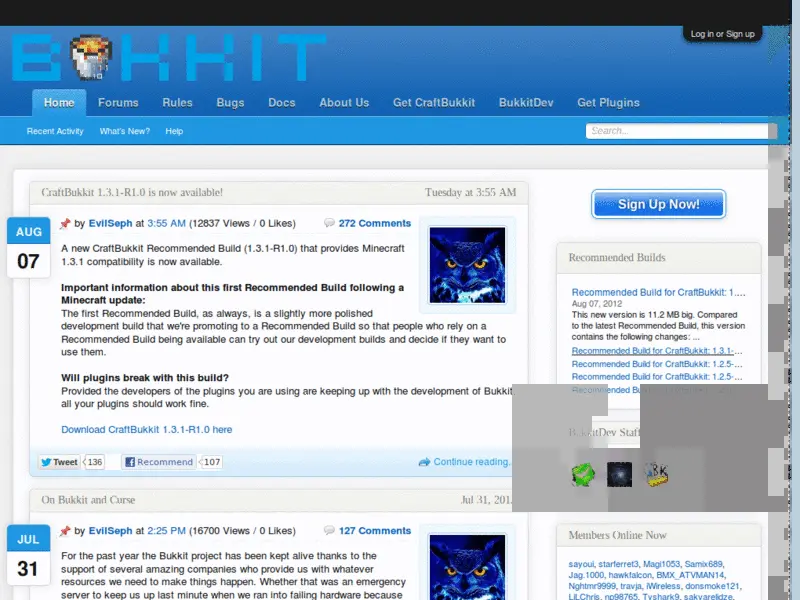 Log in or Sign up
BUKKIT
Home Forums Rules Bugs Docs About Us Get CraftBukkit BukkitDev Get Plugins
Recent Activity What's New? Help
Search...
CraftBukkit 1.3.1-R1.0 is now available! Tuesday at 3:55 AM
AUG
07
by EvilSeph at 3:55 AM (12837 Views / 0 Likes) 272 Comments
A new CraftBukkit Recommended Build (1.3.1-R1.0) that provides Minecraft
1.3.1 compatibility is now available.
Important information about this first Recommended Build following a
Minecraft update:
The first Recommended Build, as always, is a slightly more polished
development build that we're promoting to a Recommended Build so that people who rely on a
Recommended Build being available can try out our development builds and decide if they want to
use them.
Will plugins break with this build?
Provided the developers of the plugins you are using are keeping up with the development of Bukkit
all your plugins should work fine.
Download CraftBukkit 1.3.1-R1.0 here
Tweet 136 Recommend 107 Continue reading.
On Bukkit and Curse Jul 31, 201
JUL
31
by EvilSeph at 2:25 PM (16700 Views / 0 Likes) 127 Comments
For the past year the Bukkit project has been kept alive thanks to the
support of several amazing companies who provide us with whatever
resources we need to make things happen. Whether that was an emergency
server to keep us up last minute when we ran into failing hardware because
Sign Up Now!
Recommended Builds
Recommended Build for CraftBukkit: 1....
Aug 07, 2012
This new version is 11.2 MB big. Compared
to the latest Recommended Build, this version
contains the following changes: ...
Recommended Build for CraftBukkit: 1.3.1-...
Recommended Build for CraftBukkit: 1.2.5-...
Recommended Build for CraftBukkit: 1.2.5-...
Recommended Build for CraftBukkit
BukkitDev Staff
Members Online Now
sayoui, starferret3, Magi1053, Samix689,
Jag.1000, hawkfalcon, BMX_ATVMAN14,
Nghtmr9999, travja, iWireless, donsmoke121,
LiLChris, np98765, Tyshark9, sakyarelidze,